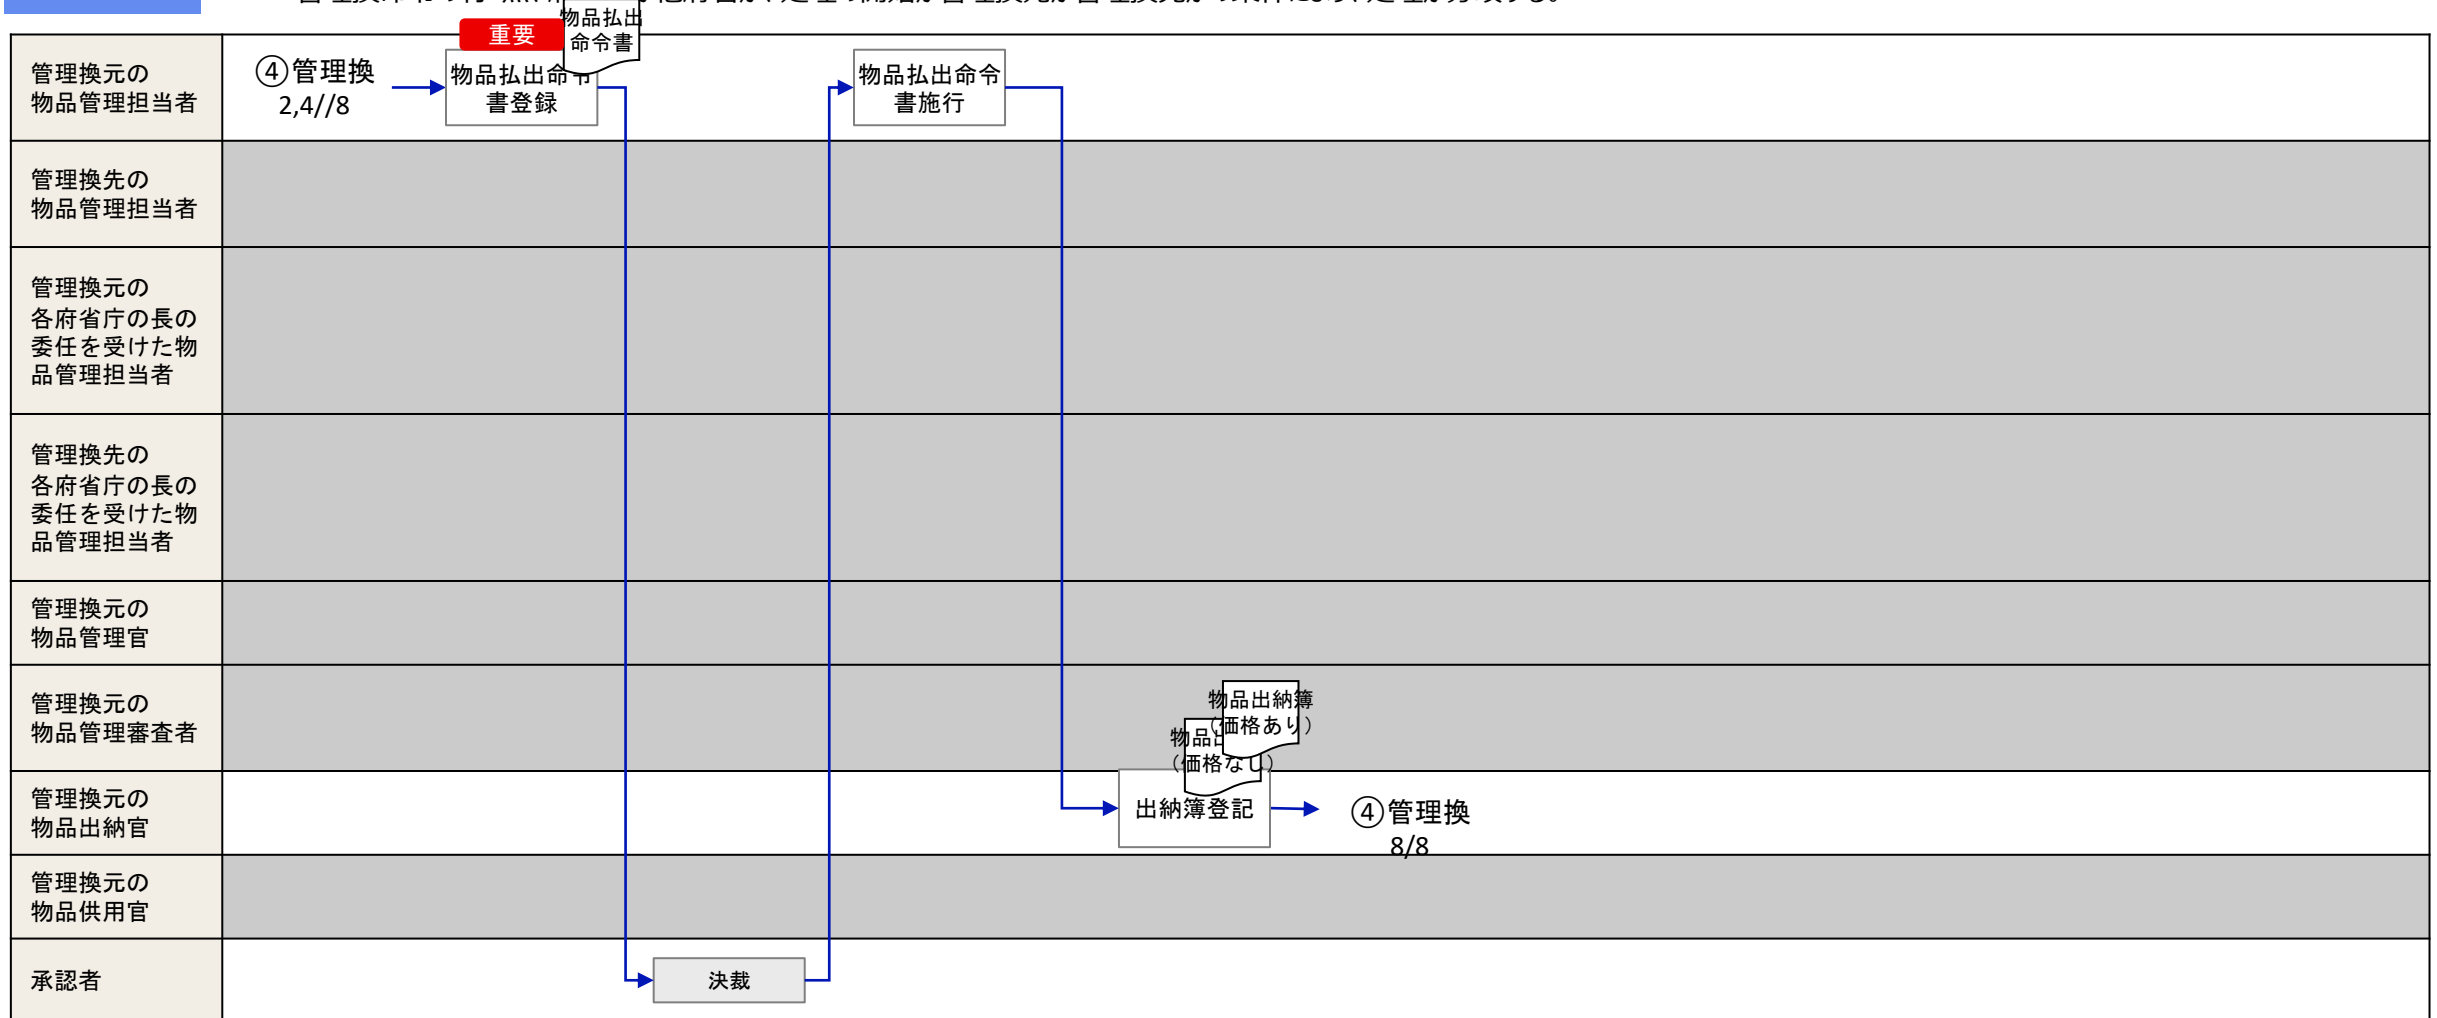 物品払出
命令書
重要
管理換元の
物品管理担当者
④管理換
2,4//8
物品払出命令
書登録
物品払出命令
書施行
管理換先の
物品管理担当者
管理換元の
各府省庁の長の
委任を受けた物
品管理担当者
管理換先の
各府省庁の長の
委任を受けた物
品管理担当者
管理換元の
物品管理官
管理換元の
物品管理審査者
物品出納簿
（価格あり）
物品出
（価格なし）
管理換元の
物品出納官
出納簿登記
④管理換
8/8
管理換元の
物品供用官
承認者
決裁